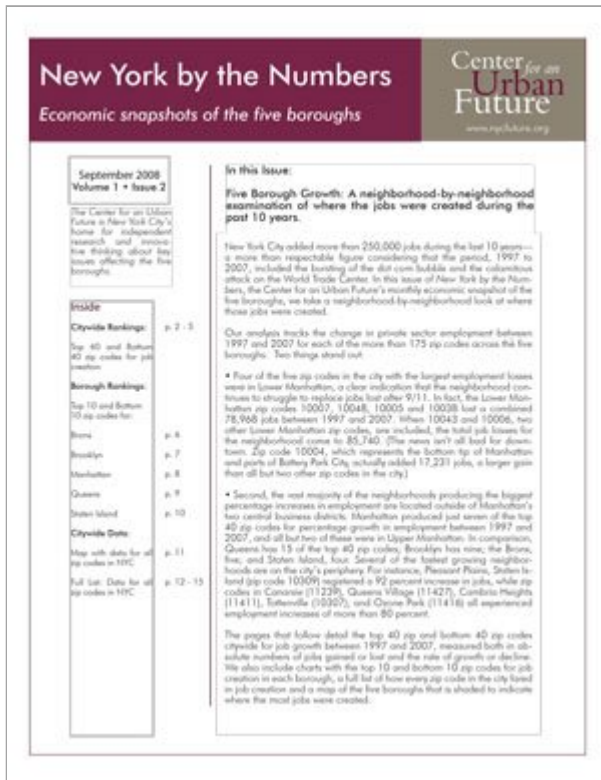 New York by the Numbers
Economic snapshots of the five boroughs
Center for an
Urban
Future
www.nycfuture.org
September 2008
Volume 1 • Issue 2
The Center for an Urban
Future is New York City's
home for independent
research and innova-
tive thinking about key
issues affecting the five
boroughs.
Inside
Citywide Rankings: p. 2 - 5
Top 40 and Bottom
40 zip codes for job
creation
Borough Rankings:
Top 10 and Bottom
10 zip codes for:
Bronx p. 6
Brooklyn p. 7
Manhattan p. 8
Queens p. 9
Staten Island p. 10
Citywide Data:
Map with data for all p. 11
zip codes in NYC
Full List: Data for all p. 12 - 15
zip codes in NYC
In this Issue:
Five Borough Growth: A neighborhood-by-neighborhood
examination of where the jobs were created during the
past 10 years.
New York City added more than 250,000 jobs during the last 10 years—
a more than respectable figure considering that the period, 1997 to
2007, included the bursting of the dot com bubble and the calamitous
attack on the World Trade Center. In this issue of New York by the Num-
bers, the Center for an Urban Future's monthly economic snapshot of the
five boroughs, we take a neighborhood-by-neighborhood look at where
those jobs were created.
Our analysis tracks the change in private sector employment between
1997 and 2007 for each of the more than 175 zip codes across the five
boroughs. Two things stand out:
• Four of the five zip codes in the city with the largest employment losses
were in Lower Manhattan, a clear indication that the neighborhood con-
tinues to struggle to replace jobs lost after 9/11. In fact, the Lower Man-
hattan zip codes 10007, 10048, 10005 and 10038 lost a combined
78,968 jobs between 1997 and 2007. When 10043 and 10006, two
other Lower Manhattan zip codes, are included, the total job losses for
the neighborhood come to 85,740. (The news isn't all bad for down-
town. Zip code 10004, which represents the bottom tip of Manhattan
and parts of Battery Park City, actually added 17,231 jobs, a larger gain
than all but two other zip codes in the city.)
• Second, the vast majority of the neighborhoods producing the biggest
percentage increases in employment are located outside of Manhattan's
two central business districts. Manhattan produced just seven of the top
40 zip codes for percentage growth in employment between 1997 and
2007, and all but two of these were in Upper Manhattan. In comparison,
Queens has 15 of the top 40 zip codes; Brooklyn has nine; the Bronx,
five; and Staten Island, four. Several of the fastest growing neighbor-
hoods are on the city's periphery. For instance, Pleasant Plains, Staten Is-
land (zip code 10309) registered a 92 percent increase in jobs, while zip
codes in Canarsie (11239), Queens Village (11427), Cambria Heights
(11411), Tottenville (10307), and Ozone Park (11416) all experienced
employment increases of more than 80 percent.
The pages that follow detail the top 40 zip and bottom 40 zip codes
citywide for job growth between 1997 and 2007, measured both in ab-
solute numbers of jobs gained or lost and the rate of growth or decline.
We also include charts with the top 10 and bottom 10 zip codes for job
creation in each borough, a full list of how every zip code in the city fared
in job creation and a map of the five boroughs that is shaded to indicate
where the most jobs were created.